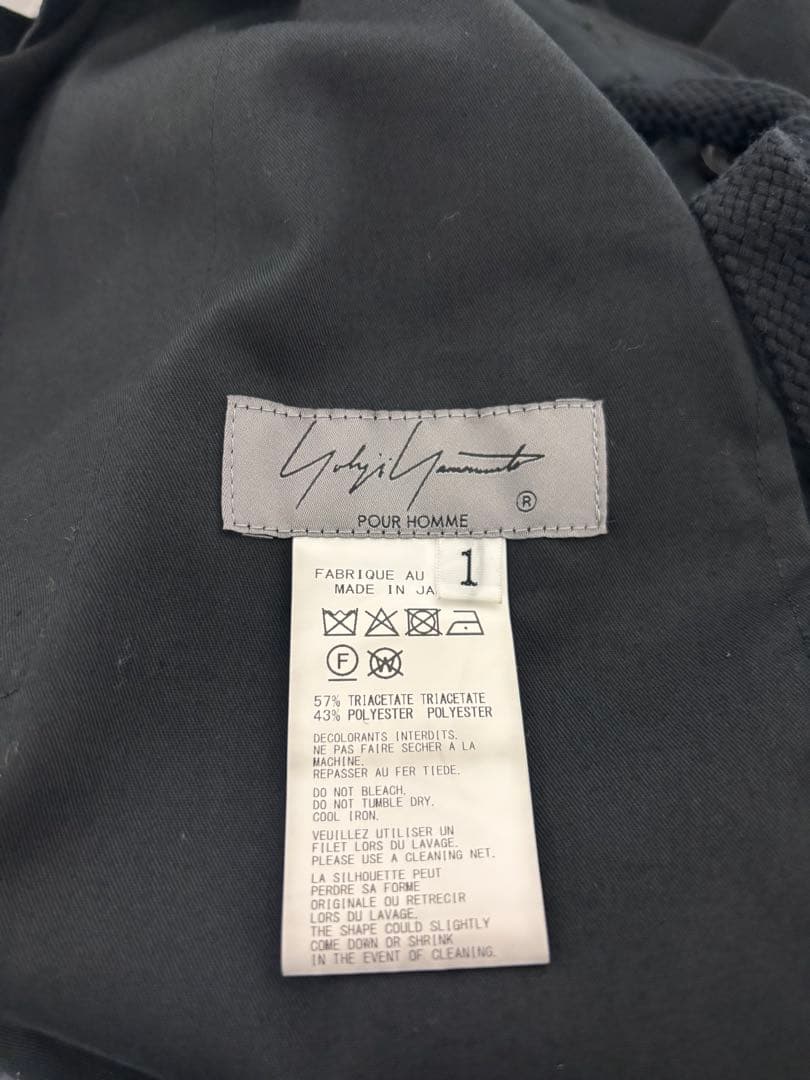 Yohji Yamamoto
®
POUR HOMME
1
FABRIQUE AU
MADE IN JA
F
W
57% TRIACETATE TRIACETATE
43% POLYESTER POLYESTER
DECOLORANTS INTERDITS.
NE PAS FAIRE SECHER A LA
MACHINE.
REPASSER AU FER TIEDE.
DO NOT BLEACH.
DO NOT TUMBLE DRY.
COOL IRON.
VEUILLEZ UTILISER UN
FILET LORS DU LAVAGE.
PLEASE USE A CLEANING NET.
LA SILHOUETTE PEUT
PERDRE SA FORME
ORIGINALE OU RETRECIR
LORS DU LAVAGE.
THE SHAPE COULD SLIGHTLY
COME DOWN OR SHRINK
IN THE EVENT OF CLEANING.